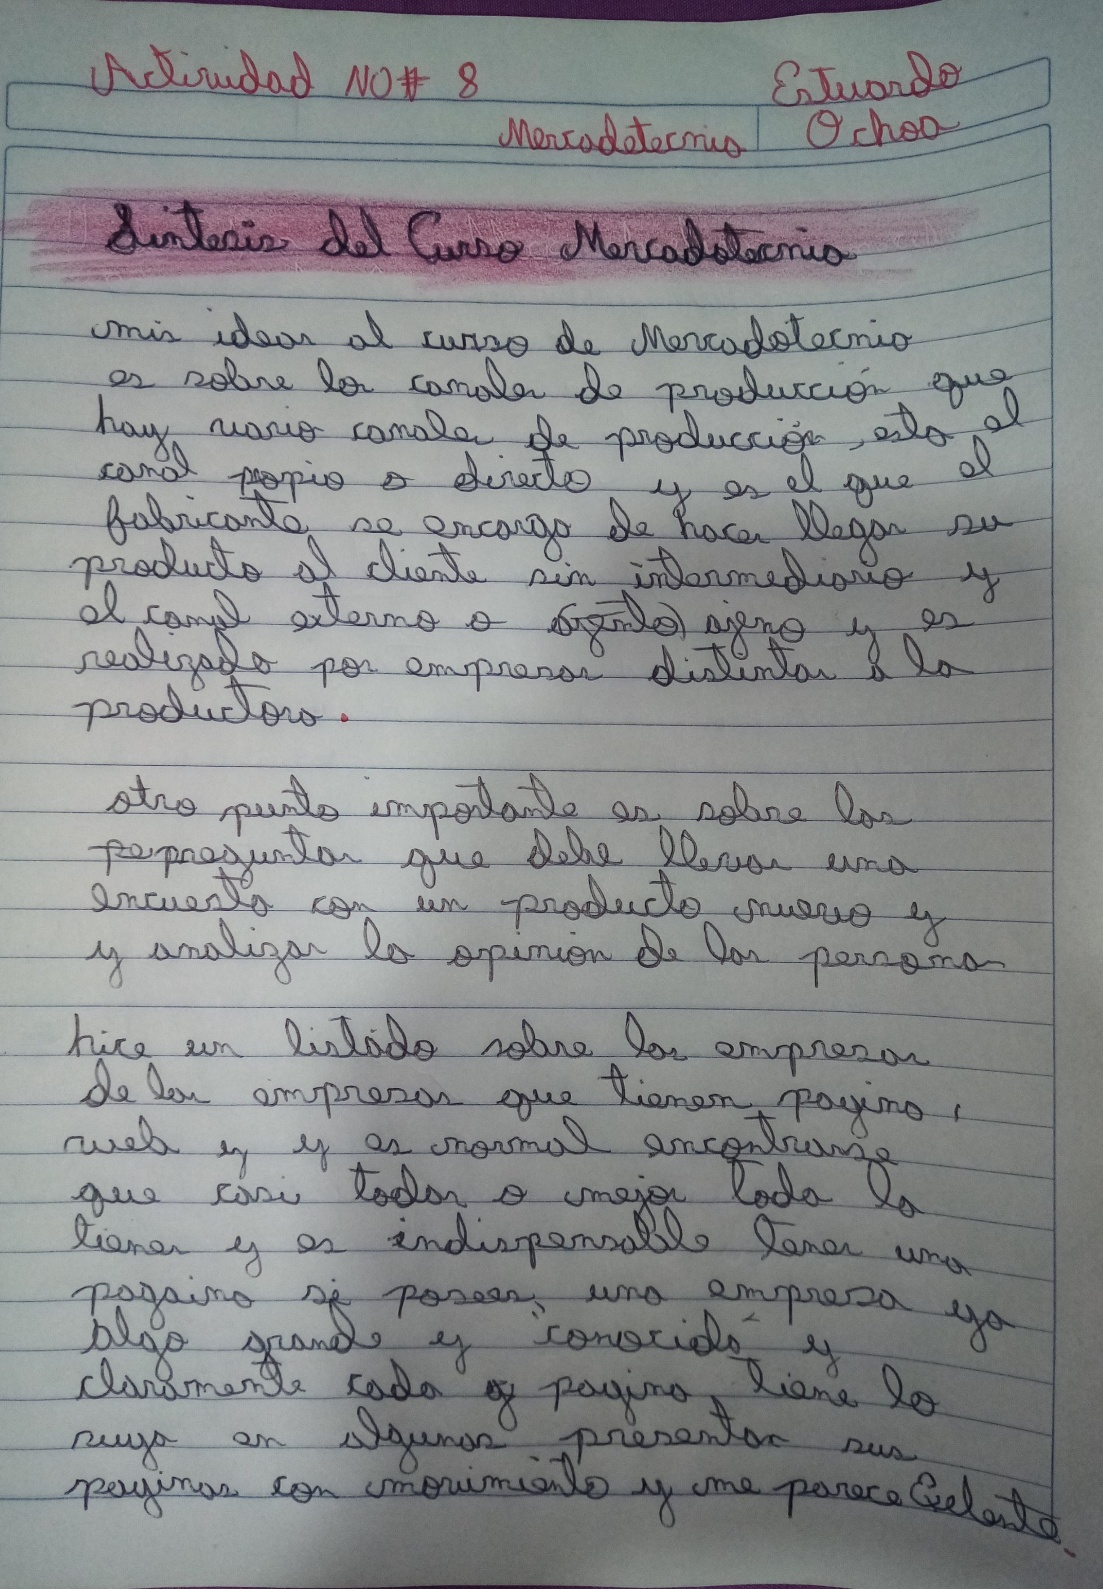 Actividad NO# 8
Estuardo
Ochoa
Mercadotecnia
Sintesis del Curso Mercadotecnia
mis ideas al curso de Mercadotecnia
es sobre los canales de producción que
hay vario canales de producción, esta el
canal propio o directo y es el que el
fabricante se encarga de hacer llegar su
producto al cliente sin intermediario y
el canal externo o ajeno y es
realizado por empresas distintas a la
productora.
otro punto importante es sobre las
pepreguntas que debe llevar una
encuesta con un producto nuevo y
y analizar la opinión de las persona
hice un listado sobre las empresas
de las empresas que tienen pagina,
web y y es normal encontrarse
que casi todas o mejor toda la
tienen y es indispensable tener una
pagaina si posees, una empresa ya
algo grande y "conocida" y
claramente cada pagina, tiene lo
suyo en algunas presentan sus
paginas con movimiento y me parece Exelente.